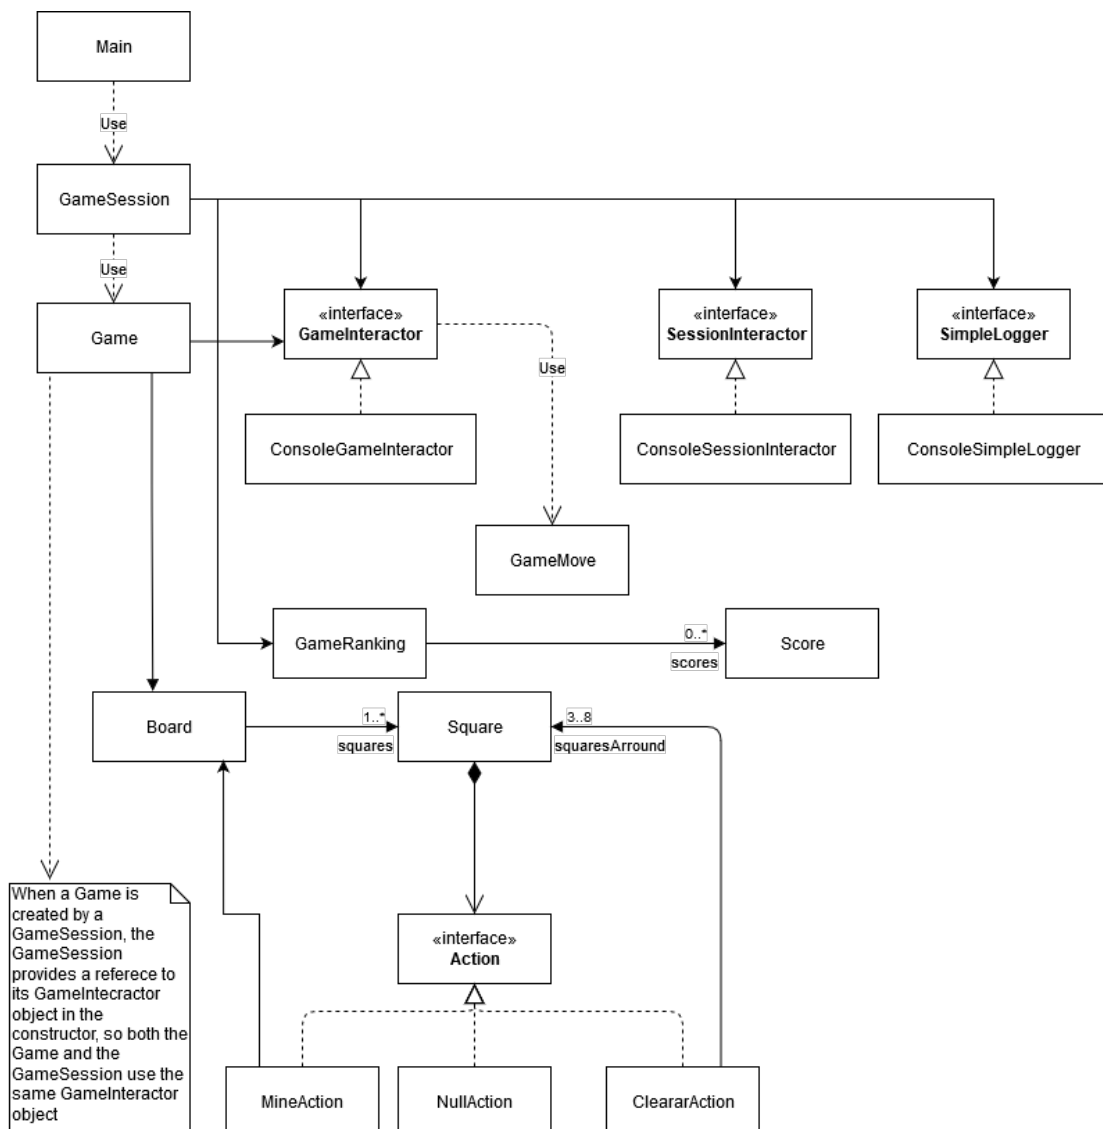 Main
Use
GameSession
Use
Game
«interface»
GameInteractor
«interface»
SessionInteractor
«interface»
SimpleLogger
Use
ConsoleGameInteractor
ConsoleSessionInteractor
ConsoleSimpleLogger
GameMove
GameRanking
0..*
scores
Score
Board
1..*
squares
Square
3..8
squaresArround
When a Game is
created by a
GameSession, the
GameSession
provides a referece to
its GameIntecractor
object in the
constructor, so both the
Game and the
GameSession use the
same GameInteractor
object
«interface»
Action
MineAction
NullAction
CleararAction